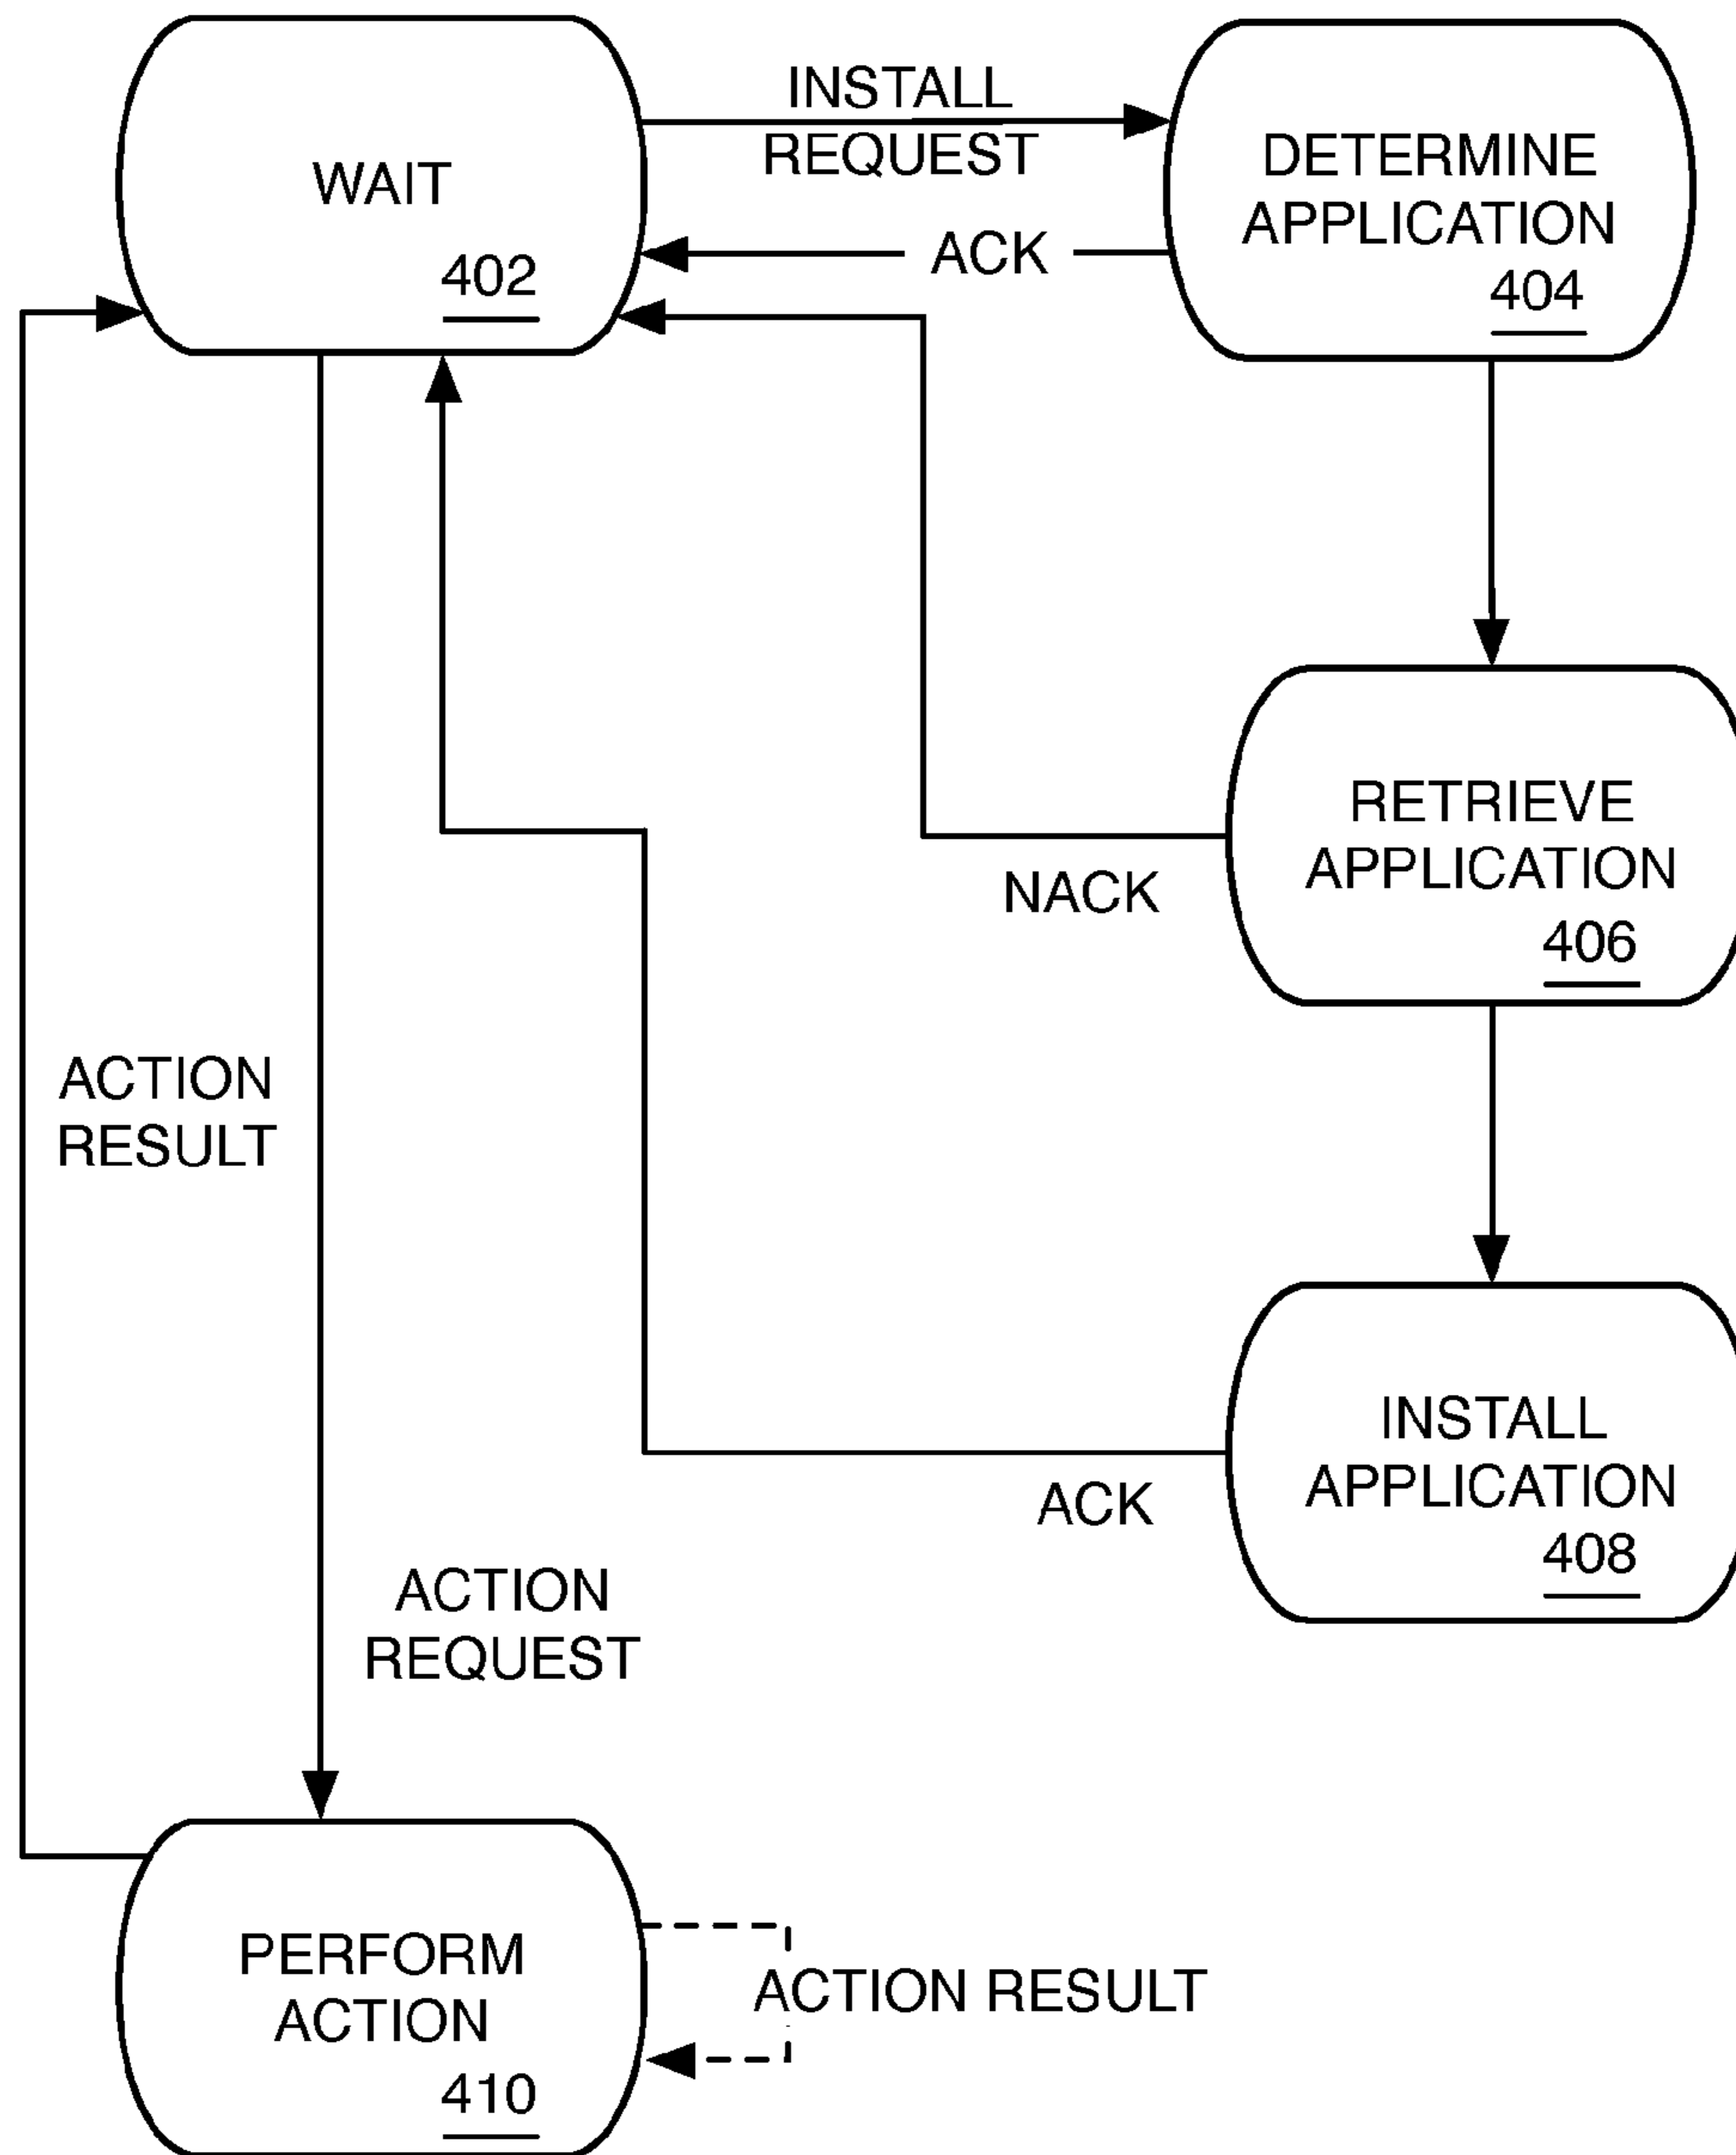 INSTALL
REQUEST
WAIT
402
DETERMINE
APPLICATION
404
ACK
RETRIEVE
APPLICATION
406
NACK
ACTION
RESULT
INSTALL
APPLICATION
408
ACK
ACTION
REQUEST
PERFORM
ACTION
410
ACTION RESULT